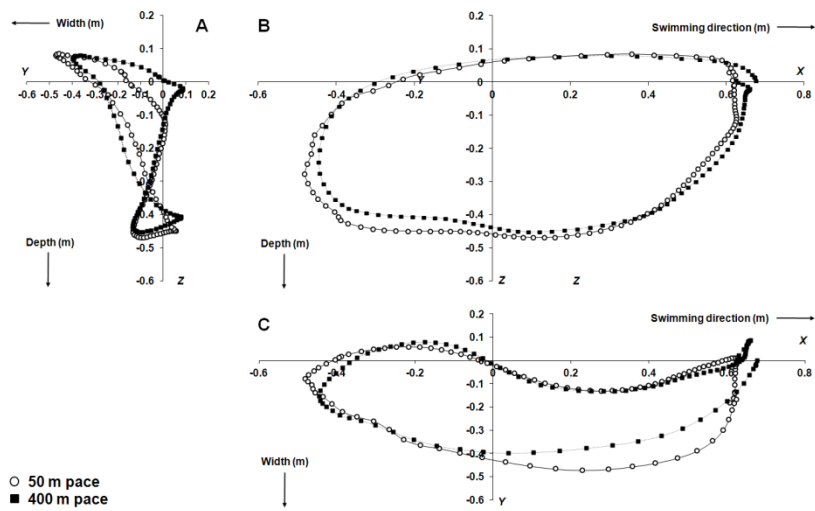 Width (m)
A
0.2
0.1
0
-0.6 -0.5 -0.4 -0.3 -0.2 -0.1 0 0.1 0.2
Y
-0.1
-0.2
-0.3
-0.4
-0.5
-0.6
Depth (m)
Z
B
Swimming direction (m)
0.2
0.1
0
-0.6 -0.4 -0.2 0 0.2 0.4 0.6 0.8
Y
X
-0.1
-0.2
-0.3
-0.4
-0.5
-0.6
Depth (m)
Z Z
C
Swimming direction (m)
0.2
0.1
0
-0.6 -0.4 -0.2 0 0.2 0.4 0.6 0.8
X
-0.1
-0.2
-0.3
-0.4
-0.5
-0.6
Width (m)
Y
50 m pace
400 m pace